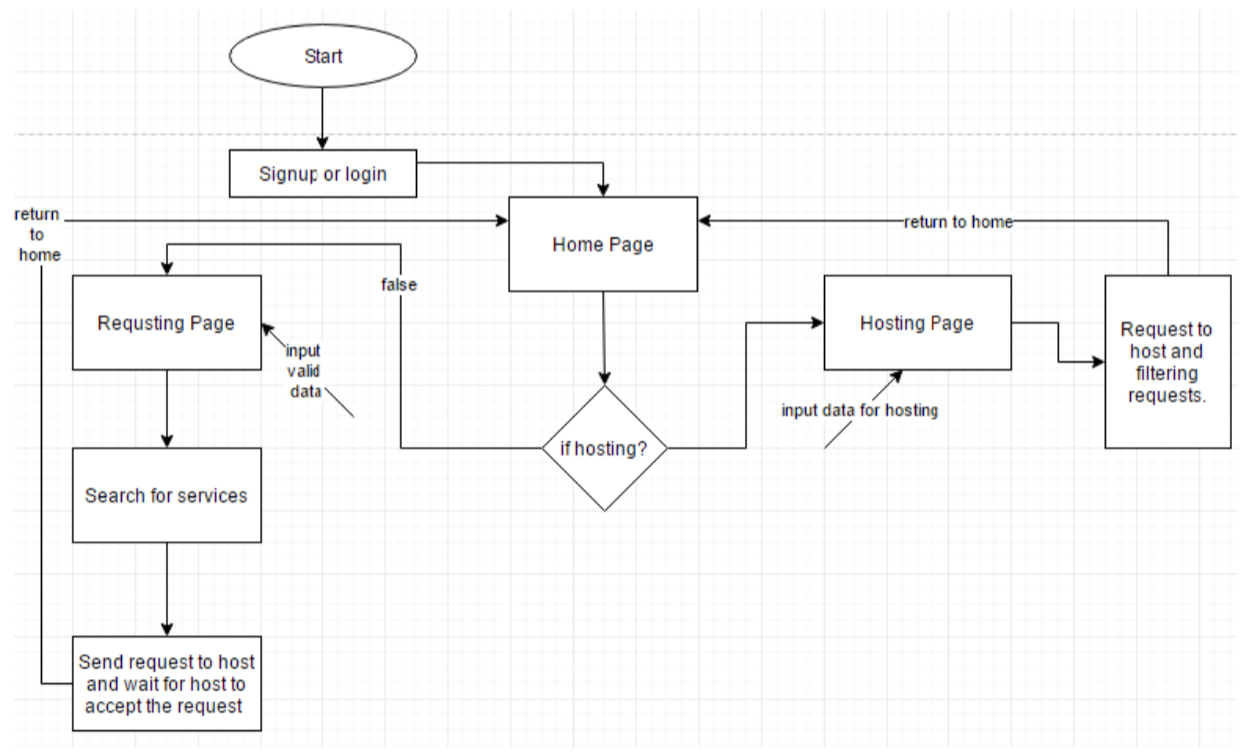 Start
Signup or login
return
to
home
Home Page
return to home
false
Requsting Page
input
valid
data
Hosting Page
Request to
host and
filtering
requests.
input data for hosting
if hosting?
Search for services
Send request to host
and wait for host to
accept the request